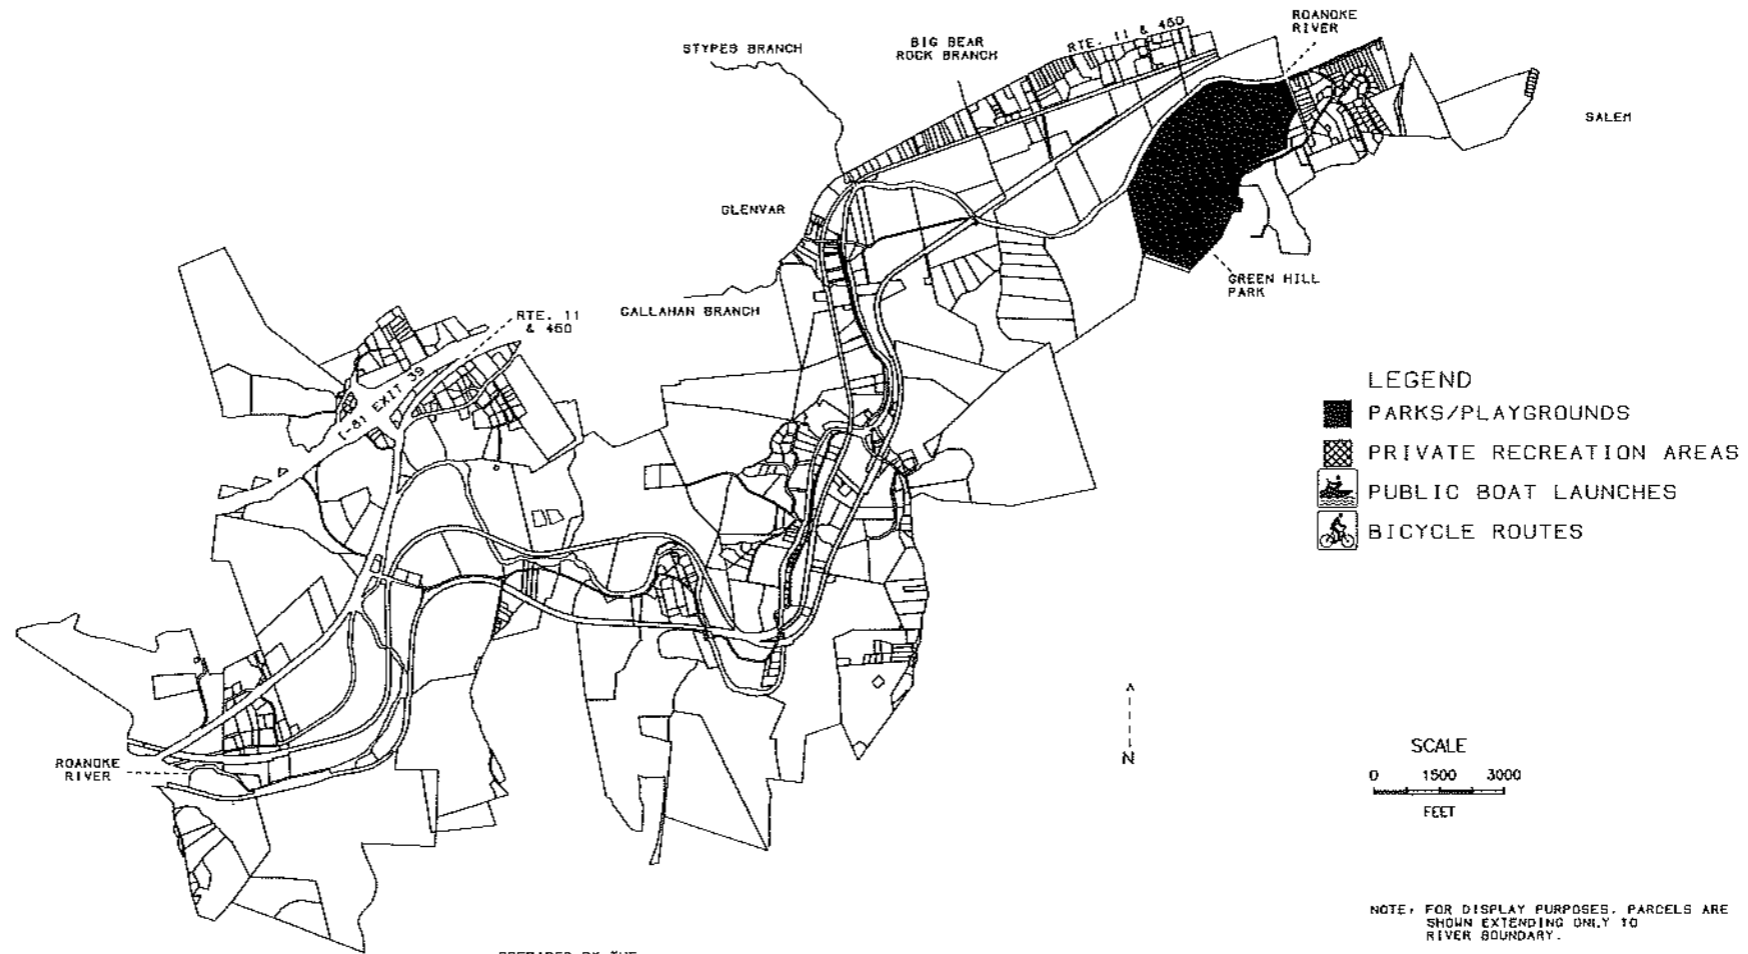 ROANOKE
RIVER
RTE. 11 & 460
BIG BEAR
ROCK BRANCH
STYPES BRANCH
SALEM
GLENVAR
GREEN HILL
PARK
CALLAHAN BRANCH
RTE. 11
& 460
I-81 EXIT 39
LEGEND
PARKS/PLAYGROUNDS
PRIVATE RECREATION AREAS
PUBLIC BOAT LAUNCHES
BICYCLE ROUTES
ROANOKE
RIVER
N
SCALE
0 1500 3000
FEET
NOTE: FOR DISPLAY PURPOSES, PARCELS ARE
SHOWN EXTENDING ONLY TO
RIVER BOUNDARY.